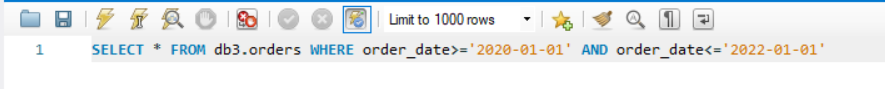 Limit to 1000 rows
1 SELECT * FROM db3.orders WHERE order_date>='2020-01-01' AND order_date<='2022-01-01'